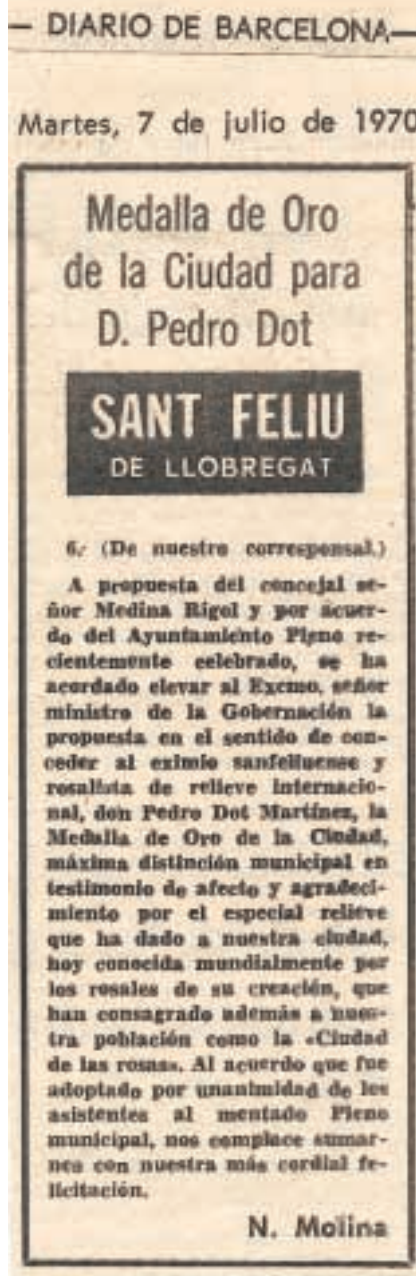 — DIARIO DE BARCELONA—
Martes, 7 de julio de 1970
Medalla de Oro
de la Ciudad para
D. Pedro Dot
SANT FELIU
DE LLOBREGAT
6. (De nuestro corresponsal.)
A propuesta del concejal se-
ñor Medina Rigol y por acuer-
do del Ayuntamiento Pleno re-
cientemente celebrado, se ha
acordado elevar al Excmo. señor
ministro de la Gobernación la
propuesta en el sentido de con-
ceder al eximio sanfeliuense y
rosalista de relieve internacio-
nal, don Pedro Dot Martínez, la
Medalla de Oro de la Ciudad,
máxima distinción municipal en
testimonio de afecto y agradeci-
miento por el especial relieve
que ha dado a nuestra ciudad,
hoy conocida mundialmente por
los rosales de su creación, que
han consagrado además a nues-
tra población como la «Ciudad
de las rosas». Al acuerdo que fue
adoptado por unanimidad de los
asistentes al mentado Pleno
municipal, nos complace sumar-
nos con nuestra más cordial fe-
licitación.
N. Molina